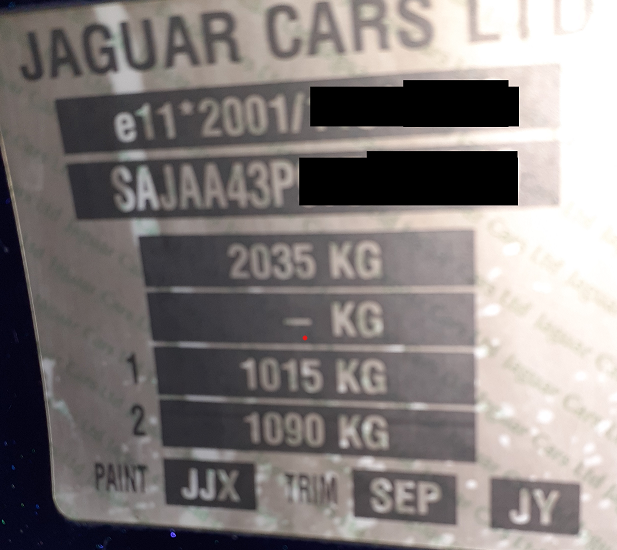 JAGUAR CARS LTD
e11*2001/
SAJAA43P
2035 KG
– KG
1 1015 KG
2 1090 KG
PAINT JJX TRIM SEP JY